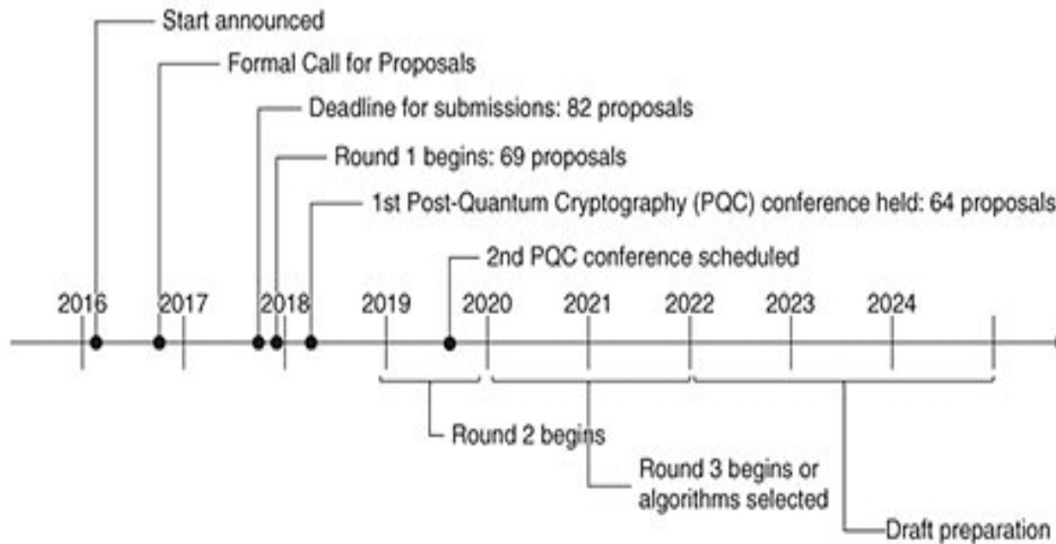 Start announced
Formal Call for Proposals
Deadline for submissions: 82 proposals
Round 1 begins: 69 proposals
1st Post-Quantum Cryptography (PQC) conference held: 64 proposals
2nd PQC conference scheduled
2016 2017 2018 2019 2020 2021 2022 2023 2024
Round 2 begins
Round 3 begins or
algorithms selected
Draft preparation